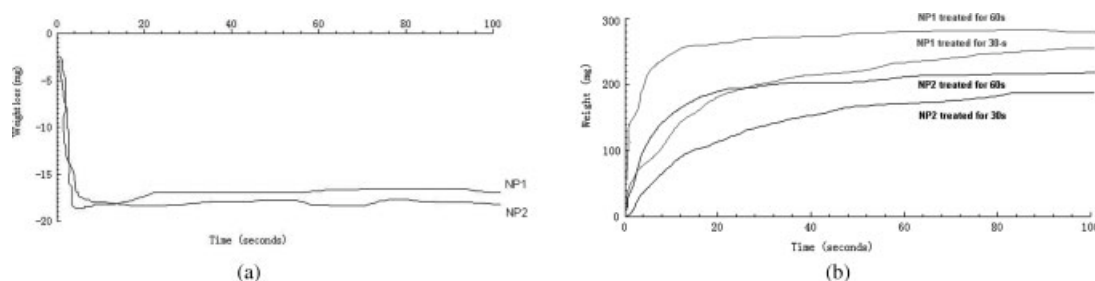 0 20 40 60 80 100
0
-5
-10
-15
-20
Weight loss (mg)
NP1
NP2
Time (seconds)
(a)
300
200
100
0
Weight (mg)
NP1 treated for 60s
NP1 treated for 30-s
NP2 treated for 60s
NP2 treated for 30s
0 20 40 60 80 100
Time (seconds)
(b)